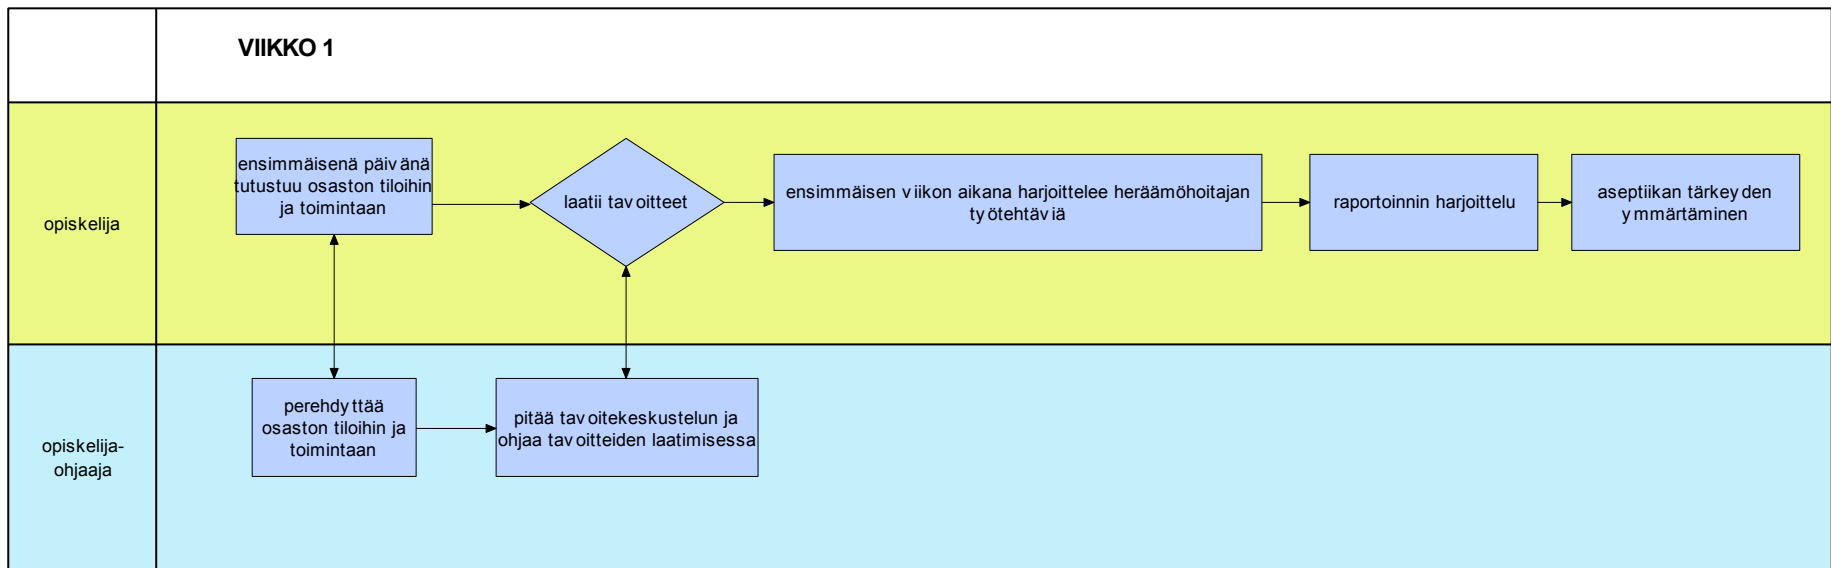 VIIKKO 1
opiskelija
ensimmäisenä päivänä
tutustuu osaston tiloihin
ja toimintaan
laatii tavoitteet
ensimmäisen viikon aikana harjoittelee heräämöhoitajan
työtehtäviä
raportoinnin harjoittelu
aseptiikan tärkeyden
ymmärtäminen
opiskelija-
ohjaaja
perehdyttää
osaston tiloihin ja
toimintaan
pitää tavoitekeskustelun ja
ohjaa tavoitteiden laatimisessa